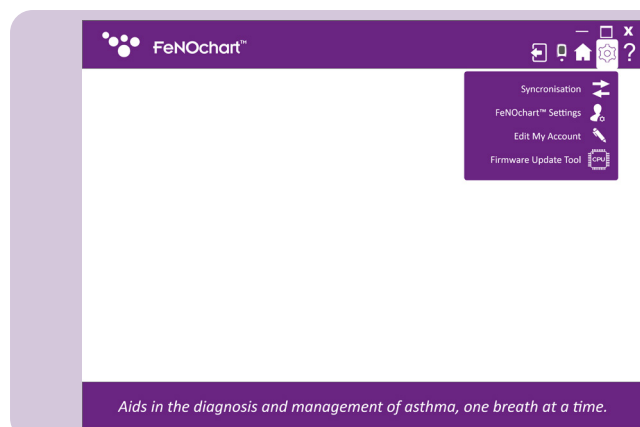 FeNOchart™
— X
?
Syncronisation
FeNOchart™ Settings
Edit My Account
Firmware Update Tool CPU
Aids in the diagnosis and management of asthma, one breath at a time.